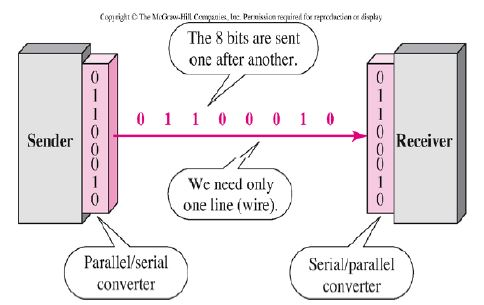 Copyright © The McGraw-Hill Companies, Inc. Permission required for reproduction or display
The 8 bits are sent
one after another.
0 1 1 0 0 0 1 0
Sender
0
1
1
0
0
0
1
0
We need only
one line (wire).
0
1
1
0
0
0
1
0
Receiver
Parallel/serial
converter
Serial/parallel
converter